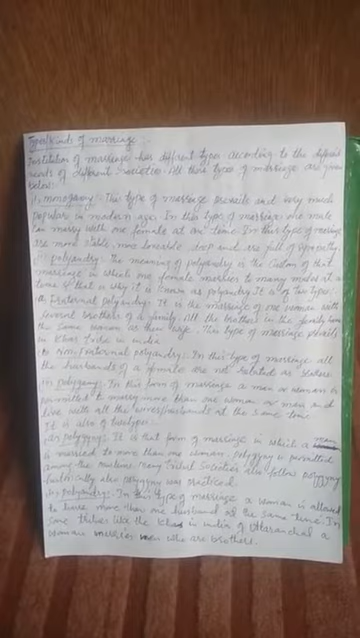 Types/kinds of marriage:
Institution of marriage has different types according to the different
needs of different societies. All these types of marriage are given
below:-
i) monogamy:- This type of marriage prevails and very much
popular in modern age. In this type of marriage one male
can marry with one female at one time. In this type of marriage
are more stable, more loveable, deep and are full of sympathy.
polyandry: The meaning of polyandry is the custom of that
marriage in which one female marries to many males at a
time & that is why it is known as polyandry. It is of two types:
(a) fraternal polyandry: It is the marriage of one woman with
several brothers of a family. All the brothers in the family
the same woman as their wife. This type of marriage prevails
in Khas tribe in india
(b) Non-fraternal polyandry: In this type of marriage all
the husbands of a female are not related as
polygamy: In this form of marriage a man or woman is
permitted to marry more than one woman or man and
live with all the at the same time.
It is also of two types:
(a) polygyny: It is that form of marriage in which a man
is married to more than one woman. polygyny is permitted
among the muslims. many tribal societies also follow polygyny
historically also polygyny was practiced.
polyandry: In this type of marriage a woman is allowed
to have more than one husband at the same time. In
some tribes like the Khas in india of Uttaranchal a
woman marries men who are brothers.